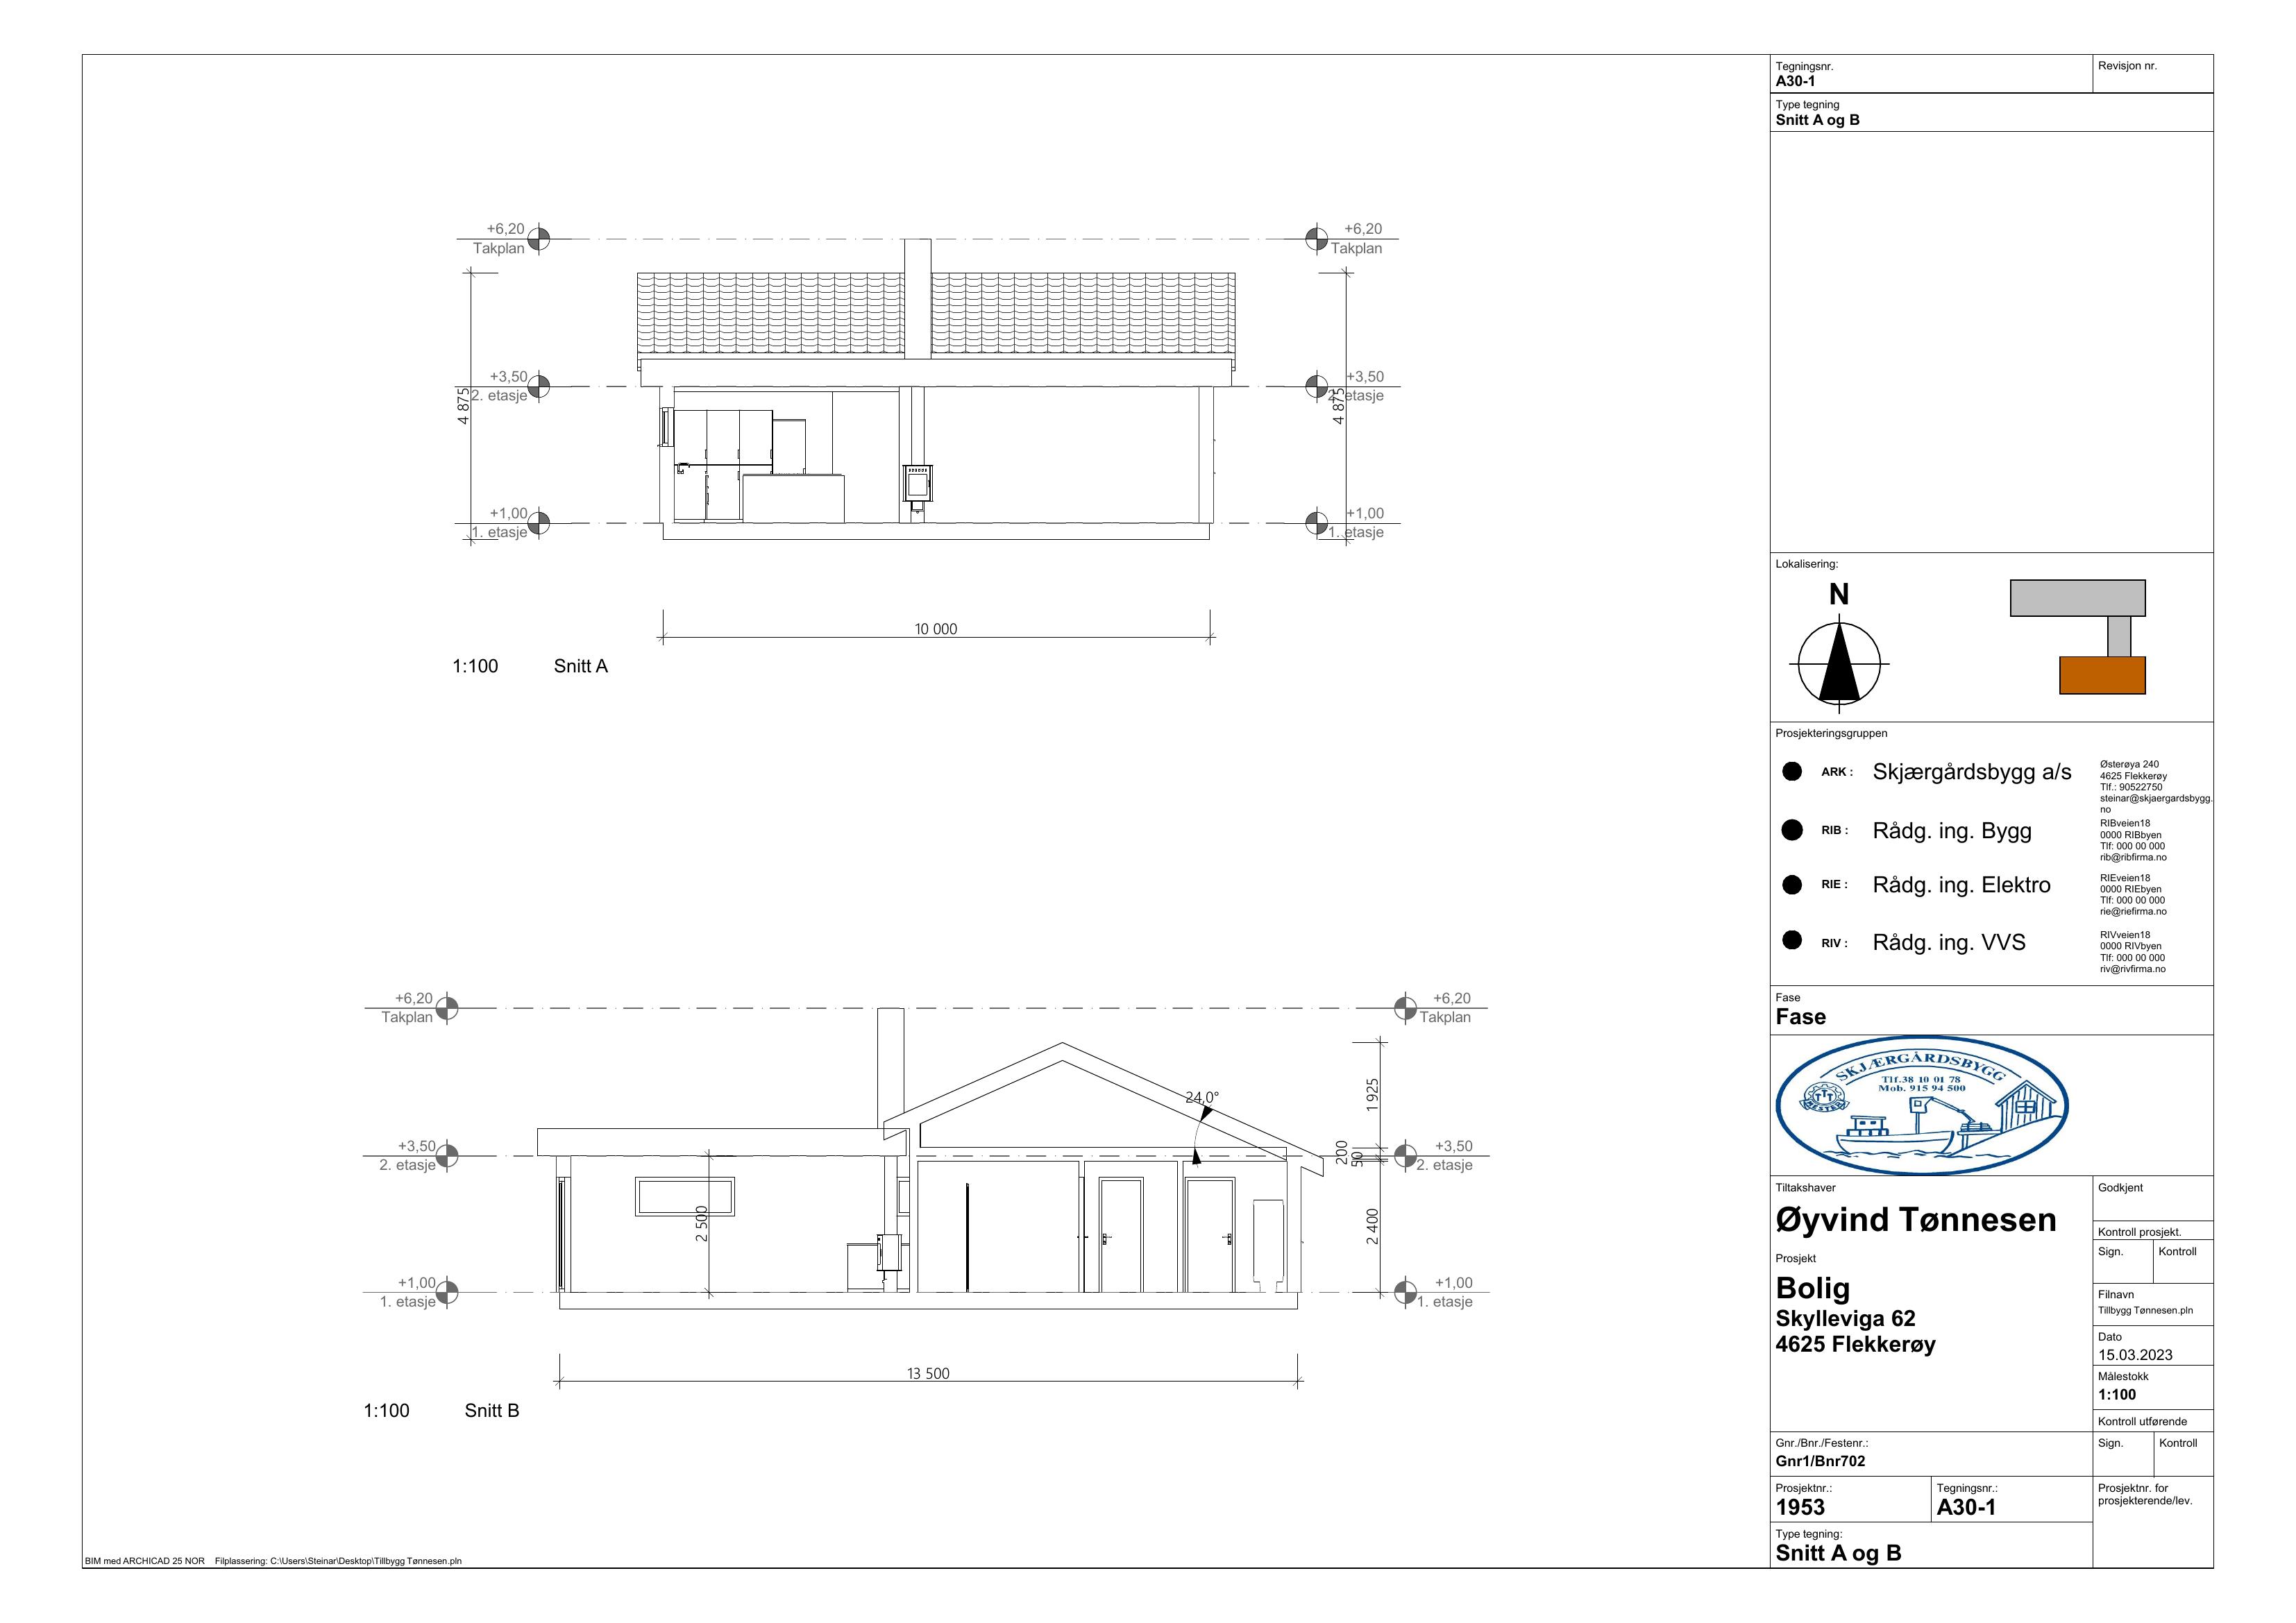 +6,20
Takplan
+6,20
Takplan
+3,50
2. etasje
4 875
+3,50
2. etasje
4 875
+1,00
1. etasje
+1,00
1. etasje
10 000
1:100 Snitt A
+6,20
Takplan
+6,20
Takplan
24,0°
1 925
+3,50
2. etasje
200
50
+3,50
2. etasje
2 500
2 400
+1,00
1. etasje
+1,00
1. etasje
13 500
1:100 Snitt B
BIM med ARCHICAD 25 NOR Filplassering: C:\Users\Steinar\Desktop\Tillbygg Tønnesen.pln
Tegningsnr.
A30-1
Revisjon nr.
Type tegning
Snitt A og B
Lokalisering:
N
Prosjekteringsgruppen
ARK : Skjærgårdsbygg a/s
Østerøya 240
4625 Flekkerøy
Tlf.: 90522750
steinar@skjaergardsbygg.
no
RIB : Rådg. ing. Bygg
RIBveien18
0000 RIBbyen
Tlf: 000 00 000
rib@ribfirma.no
RIE : Rådg. ing. Elektro
RIEveien18
0000 RIEbyen
Tlf: 000 00 000
rie@riefirma.no
RIV : Rådg. ing. VVS
RIVveien18
0000 RIVbyen
Tlf: 000 00 000
riv@rivfirma.no
Fase
Fase
SKJÆRGÅRDSBYGG
Tlf.38 10 01 78
Mob. 915 94 500
TTT
MESTER
Tiltakshaver
Øyvind Tønnesen
Prosjekt
Bolig
Skylleviga 62
4625 Flekkerøy
Godkjent
Kontroll prosjekt.
Sign. Kontroll
Filnavn
Tillbygg Tønnesen.pln
Dato
15.03.2023
Målestokk
1:100
Kontroll utførende
Sign. Kontroll
Gnr./Bnr./Festenr.:
Gnr1/Bnr702
Prosjektnr.:
1953
Tegningsnr.:
A30-1
Prosjektnr. for
prosjekterende/lev.
Type tegning:
Snitt A og B